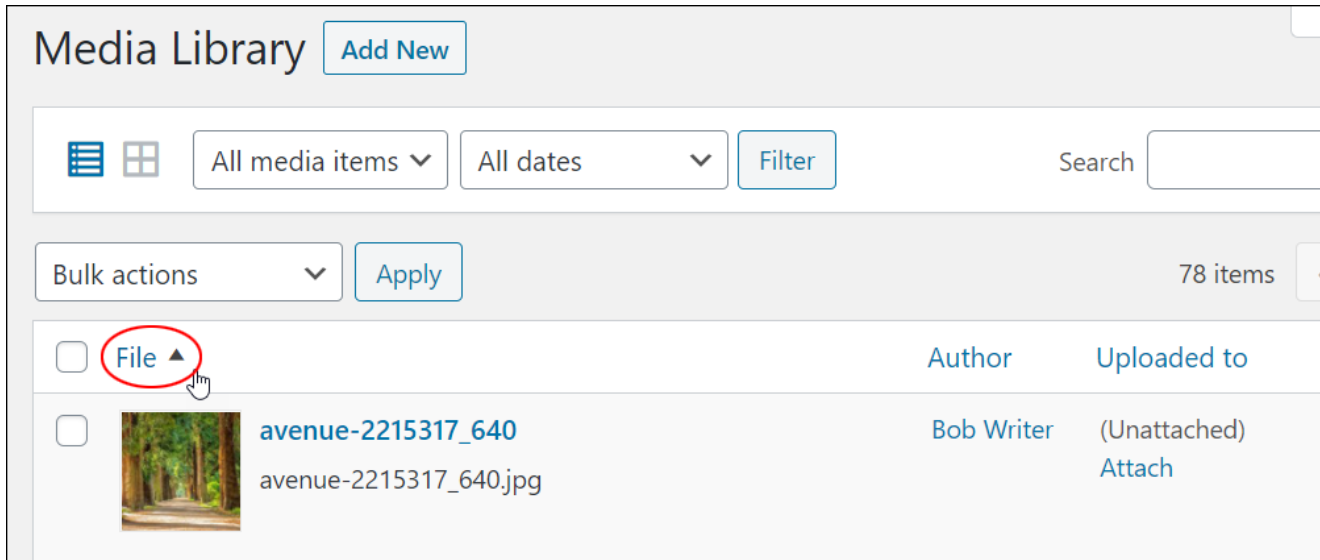 Media Library Add New
All media items All dates Filter Search
Bulk actions Apply 78 items
File Author Uploaded to
avenue-2215317_640 Bob Writer (Unattached)
avenue-2215317_640.jpg Attach